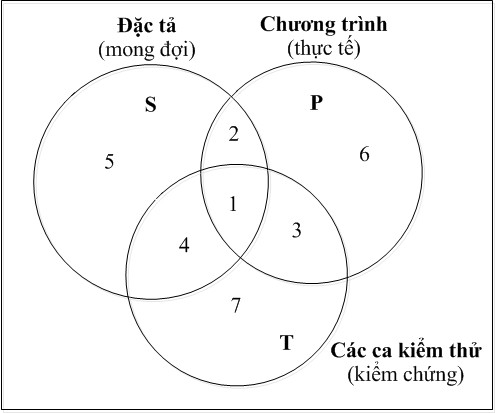 Đặc tả
(mong đợi)
Chương trình
(thực tế)
S
P
2
5
6
1
3
4
7
T
Các ca kiểm thử
(kiểm chứng)